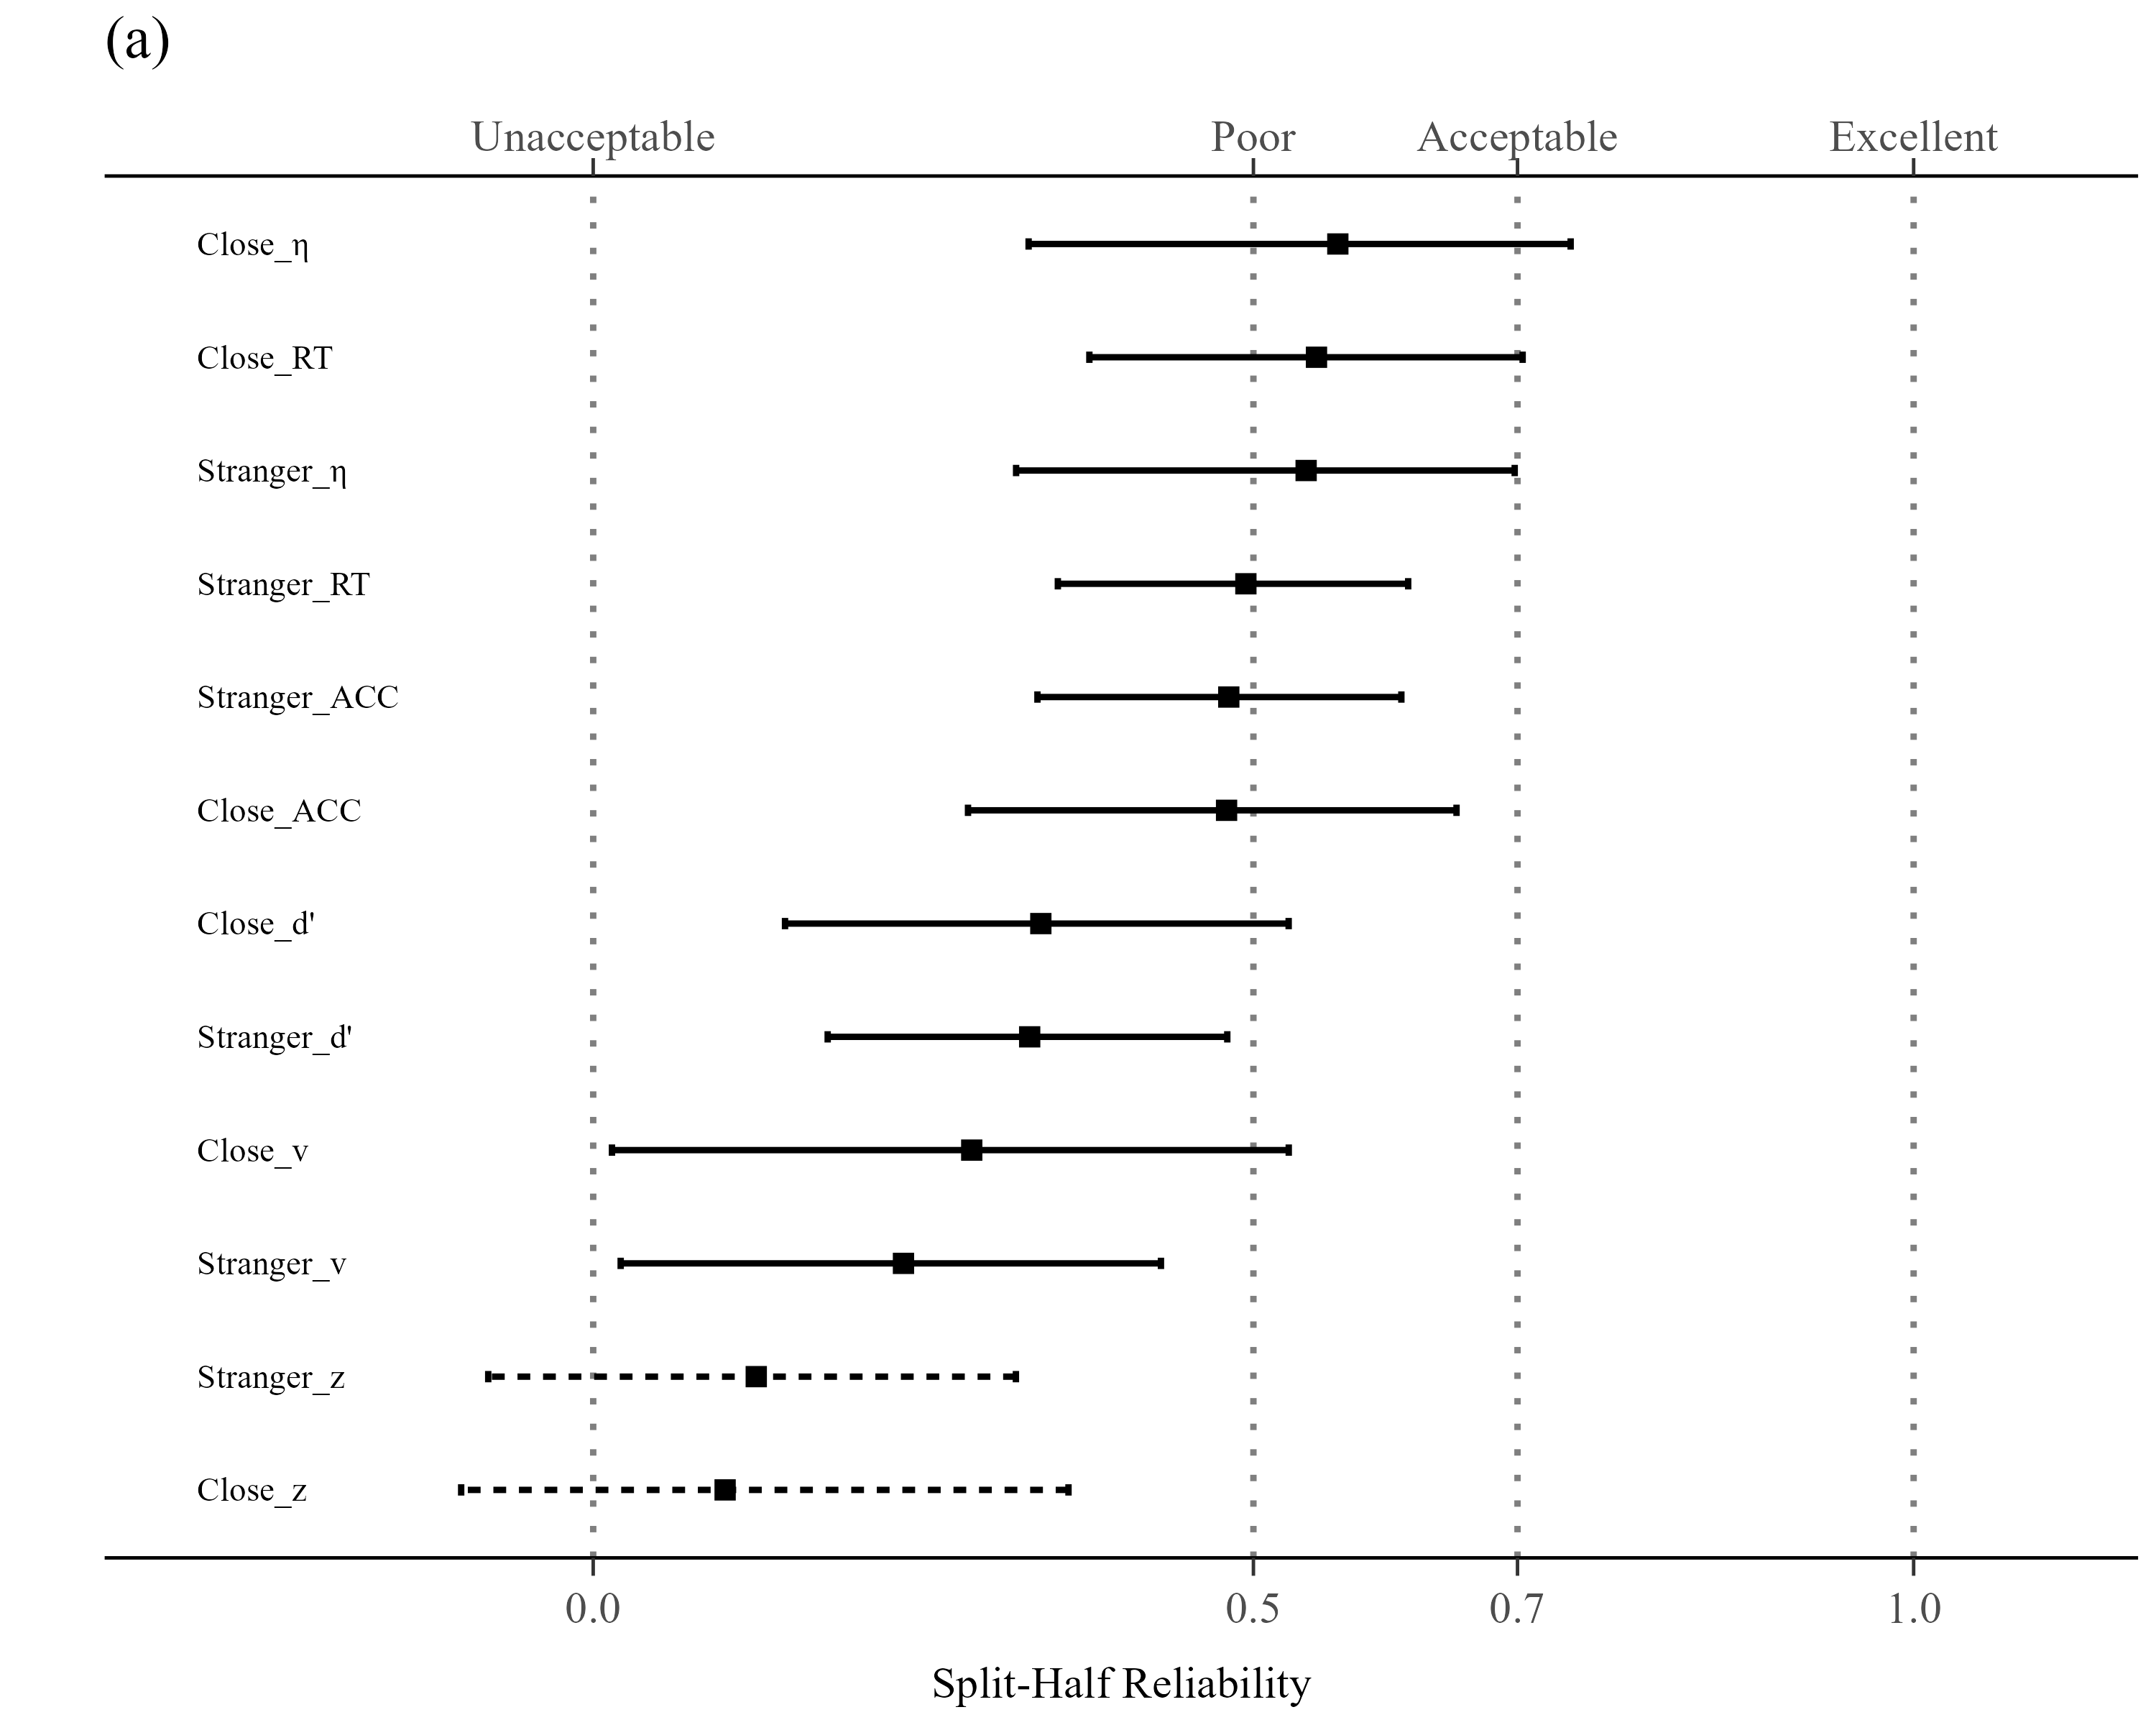 (a)
Unacceptable Poor Acceptable Excellent
Close_η
Close_RT
Stranger_η
Stranger_RT
Stranger_ACC
Close_ACC
Close_d'
Stranger_d'
Close_v
Stranger_v
Stranger_z
Close_z
0.0 0.5 0.7 1.0
Split-Half Reliability